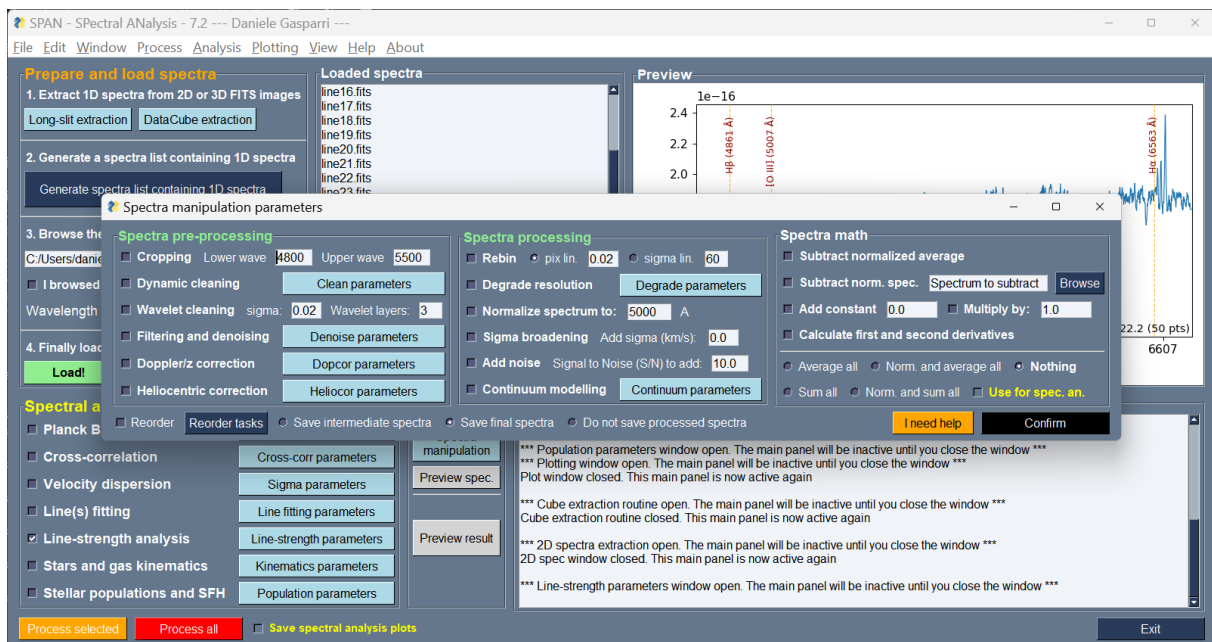 SPAN - SPectral ANalysis - 7.2 --- Daniele Gasparri ---
File Edit Window Process Analysis Plotting View Help About
Prepare and load spectra
1. Extract 1D spectra from 2D or 3D FITS images
Long-slit extraction DataCube extraction
2. Generate a spectra list containing 1D spectra
Generate spectra list containing 1D spectra
3. Browse the
C:/Users/danie
I browsed
Wavelength
4. Finally load
Load!
Loaded spectra
line16.fits
line17.fits
line18.fits
line19.fits
line20.fits
line21.fits
line22.fits
line23.fits
Preview
1e−16
2.4
2.2
2.0
Hβ (4861 Å)
[O III] (5007 Å)
Hα (6563 Å)
22.2 (50 pts)
6607
Spectra manipulation parameters
Spectra pre-processing
Cropping Lower wave 4800 Upper wave 5500
Dynamic cleaning Clean parameters
Wavelet cleaning sigma: 0.02 Wavelet layers: 3
Filtering and denoising Denoise parameters
Doppler/z correction Dopcor parameters
Heliocentric correction Heliocor parameters
Spectra processing
Rebin pix lin. 0.02 sigma lin. 60
Degrade resolution Degrade parameters
Normalize spectrum to: 5000 A
Sigma broadening Add sigma (km/s): 0.0
Add noise Signal to Noise (S/N) to add: 10.0
Continuum modelling Continuum parameters
Spectra math
Subtract normalized average
Subtract norm. spec. Spectrum to subtract Browse
Add constant 0.0 Multiply by: 1.0
Calculate first and second derivatives
Average all Norm. and average all Nothing
Sum all Norm. and sum all Use for spec. an.
Reorder Reorder tasks Save intermediate spectra Save final spectra Do not save processed spectra I need help Confirm
Spectral a
Planck B
Cross-correlation Cross-corr parameters
Velocity dispersion Sigma parameters
Line(s) fitting Line fitting parameters
Line-strength analysis Line-strength parameters
Stars and gas kinematics Kinematics parameters
Stellar populations and SFH Population parameters
manipulation
Preview spec.
Preview result
*** Population parameters window open. The main panel will be inactive until you close the window ***
*** Plotting window open. The main panel will be inactive until you close the window ***
Plot window closed. This main panel is now active again
*** Cube extraction routine open. The main panel will be inactive until you close the window ***
Cube extraction routine closed. This main panel is now active again
*** 2D spectra extraction open. The main panel will be inactive until you close the window ***
2D spec window closed. This main panel is now active again
*** Line-strength parameters window open. The main panel will be inactive until you close the window ***
Process selected Process all Save spectral analysis plots Exit